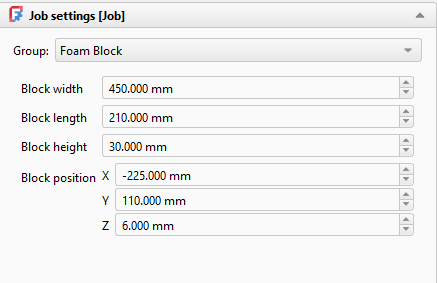 Job settings [Job]
Group: Foam Block
Block width 450.000 mm
Block length 210.000 mm
Block height 30.000 mm
Block position X -225.000 mm
Y 110.000 mm
Z 6.000 mm